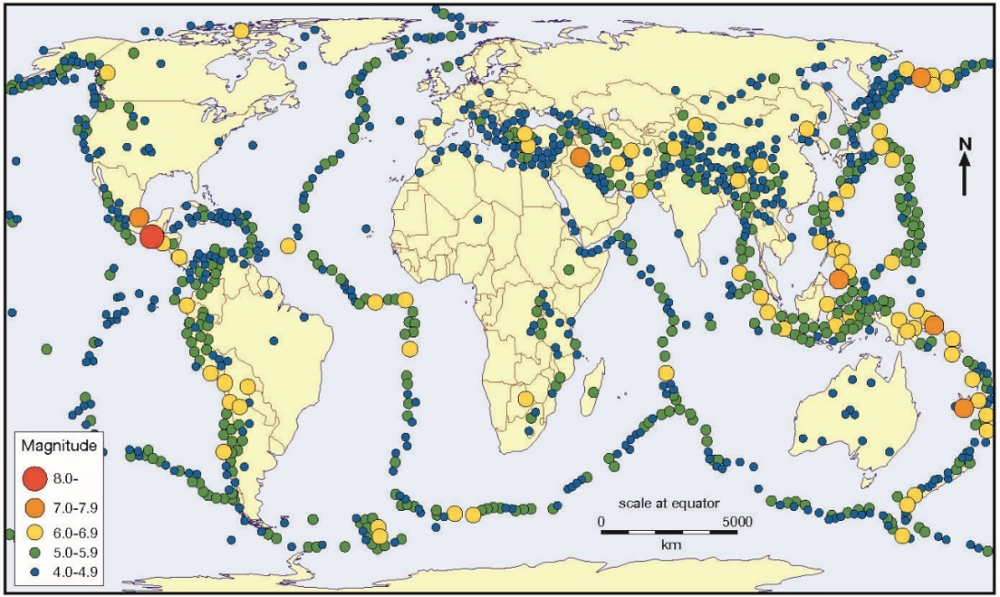 N
Magnitude
8.0-
7.0-7.9
6.0-6.9
5.0-5.9
4.0-4.9
scale at equator
0 5000
km